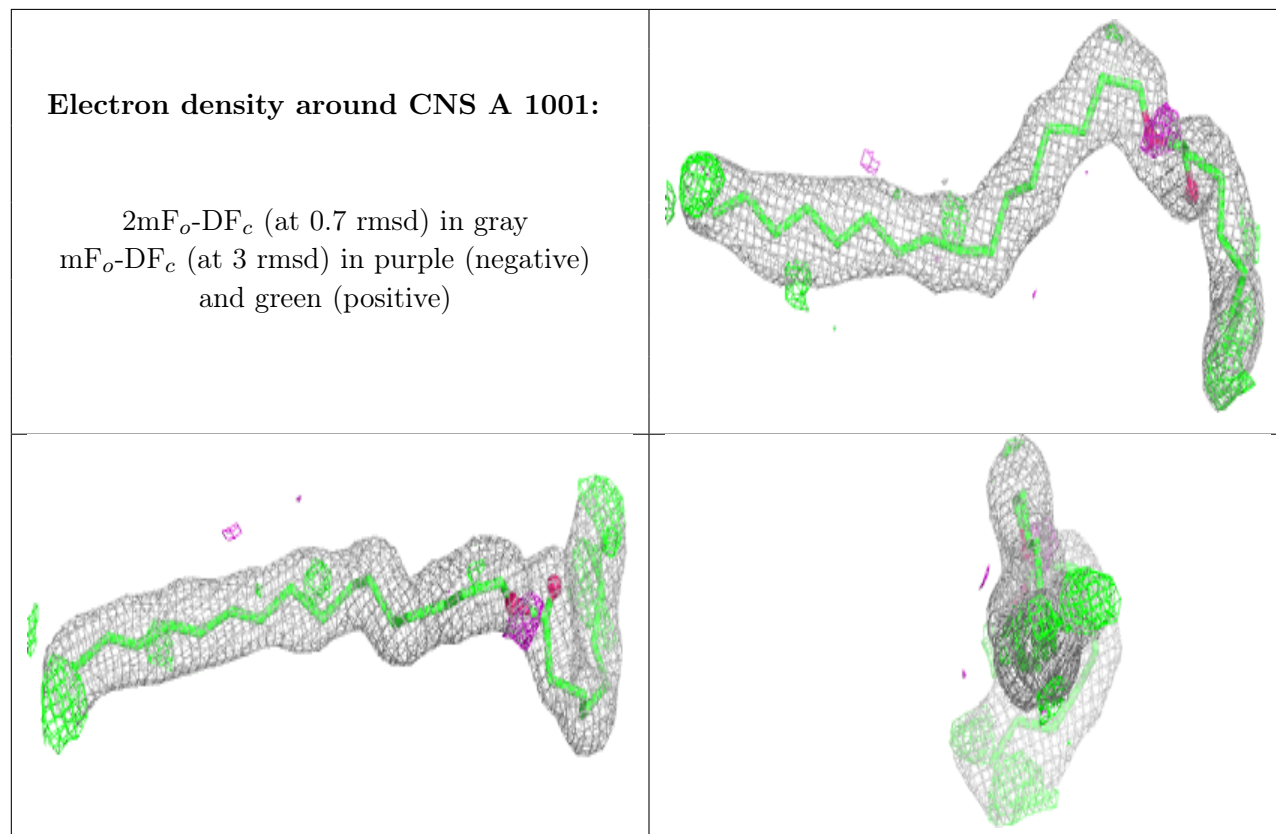 Electron density around CNS A 1001:
2mFₒ-DF𝒸 (at 0.7 rmsd) in gray
mFₒ-DF𝒸 (at 3 rmsd) in purple (negative)
and green (positive)